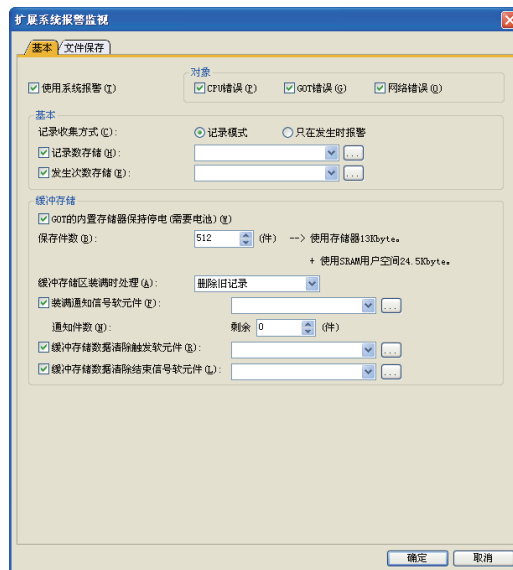 扩展系统报警监视
基本 文件保存
对象
使用系统报警(T) CPU错误(P) GOT错误(G) 网络错误(O)
基本
记录收集方式(C): 记录模式 只在发生时报警
记录数存储(H): ...
发生次数存储(E): ...
缓冲存储
GOT的内置存储器保持停电(需要电池)(V)
保存件数(B): 512 (件) --> 使用存储器13Kbyte。
+ 使用SRAM用户空间24.5Kbyte。
缓冲存储区装满时处理(A): 删除旧记录
装满通知信号软元件(F): ...
通知件数(N): 剩余 0 (件)
缓冲存储数据清除触发软元件(R): ...
缓冲存储数据清除结束信号软元件(L): ...
确定 取消